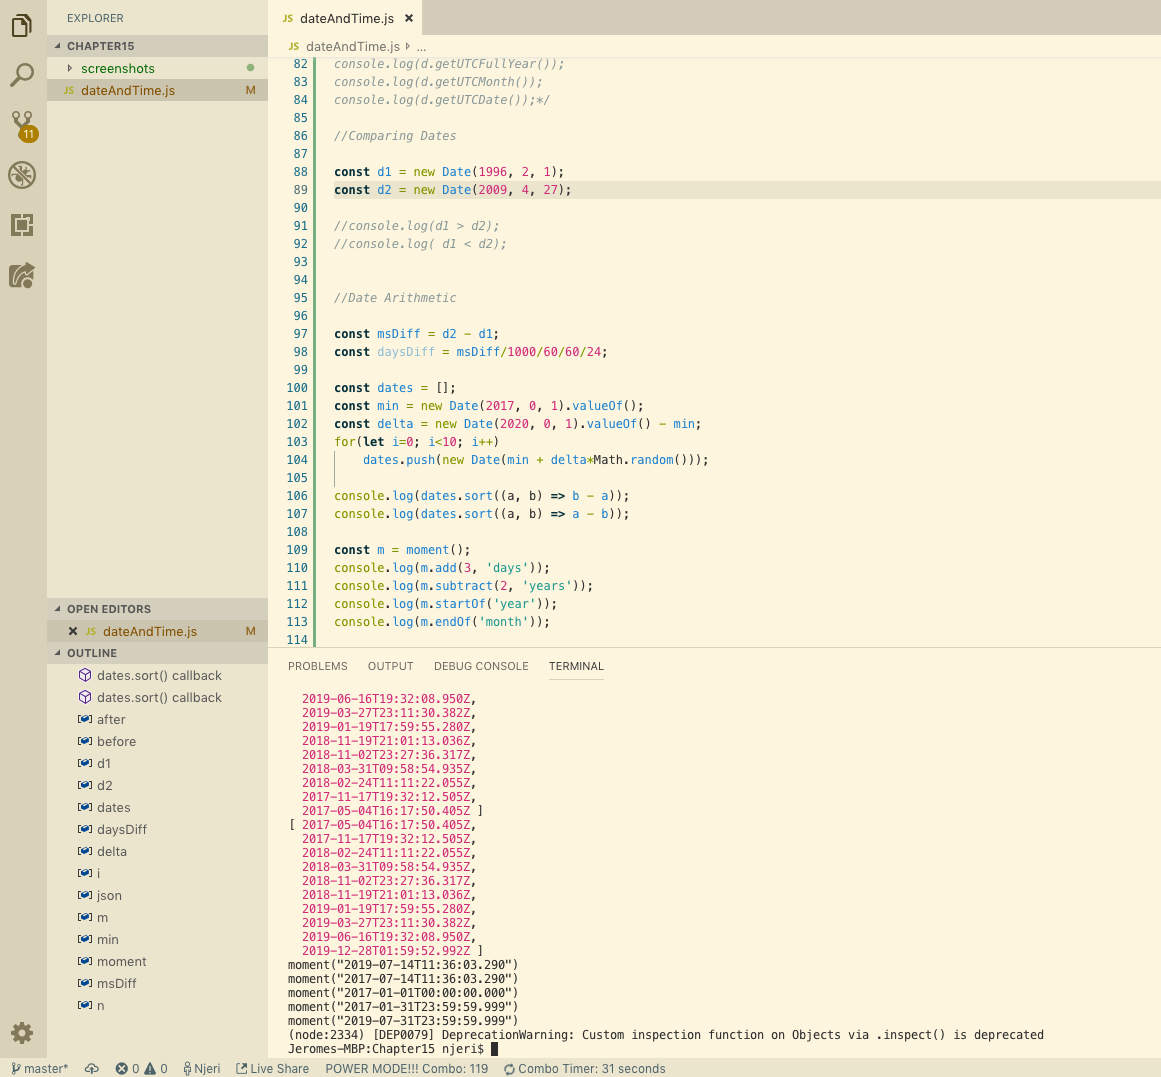 EXPLORER
CHAPTER15
screenshots
JS dateAndTime.js M
11
OPEN EDITORS
JS dateAndTime.js M
OUTLINE
dates.sort() callback
dates.sort() callback
after
before
d1
d2
dates
daysDiff
delta
i
json
m
min
moment
msDiff
n
JS dateAndTime.js
JS dateAndTime.js ...
82 console.log(d.getUTCFullYear());
83 console.log(d.getUTCMonth());
84 console.log(d.getUTCDate());*/
85
86 //Comparing Dates
87
88 const d1 = new Date(1996, 2, 1);
89 const d2 = new Date(2009, 4, 27);
90
91 //console.log(d1 > d2);
92 //console.log( d1 < d2);
93
94
95 //Date Arithmetic
96
97 const msDiff = d2 - d1;
98 const daysDiff = msDiff/1000/60/60/24;
99
100 const dates = [];
101 const min = new Date(2017, 0, 1).valueOf();
102 const delta = new Date(2020, 0, 1).valueOf() - min;
103 for(let i=0; i<10; i++)
104 dates.push(new Date(min + delta*Math.random()));
105
106 console.log(dates.sort((a, b) => b - a));
107 console.log(dates.sort((a, b) => a - b));
108
109 const m = moment();
110 console.log(m.add(3, 'days'));
111 console.log(m.subtract(2, 'years'));
112 console.log(m.startOf('year'));
113 console.log(m.endOf('month'));
114
PROBLEMS OUTPUT DEBUG CONSOLE TERMINAL
2019-06-16T19:32:08.950Z,
2019-03-27T23:11:30.382Z,
2019-01-19T17:59:55.280Z,
2018-11-19T21:01:13.036Z,
2018-11-02T23:27:36.317Z,
2018-03-31T09:58:54.935Z,
2018-02-24T11:11:22.055Z,
2017-11-17T19:32:12.505Z,
2017-05-04T16:17:50.405Z ]
[ 2017-05-04T16:17:50.405Z,
2017-11-17T19:32:12.505Z,
2018-02-24T11:11:22.055Z,
2018-03-31T09:58:54.935Z,
2018-11-02T23:27:36.317Z,
2018-11-19T21:01:13.036Z,
2019-01-19T17:59:55.280Z,
2019-03-27T23:11:30.382Z,
2019-06-16T19:32:08.950Z,
2019-12-28T01:59:52.992Z ]
moment("2019-07-14T11:36:03.290")
moment("2017-07-14T11:36:03.290")
moment("2017-01-01T00:00:00.000")
moment("2017-01-31T23:59:59.999")
moment("2019-07-31T23:59:59.999")
(node:2334) [DEP0079] DeprecationWarning: Custom inspection function on Objects via .inspect() is deprecated
Jeromes-MBP:Chapter15 njeri$
master* 0 0 Njeri Live Share POWER MODE!!! Combo: 119 Combo Timer: 31 seconds